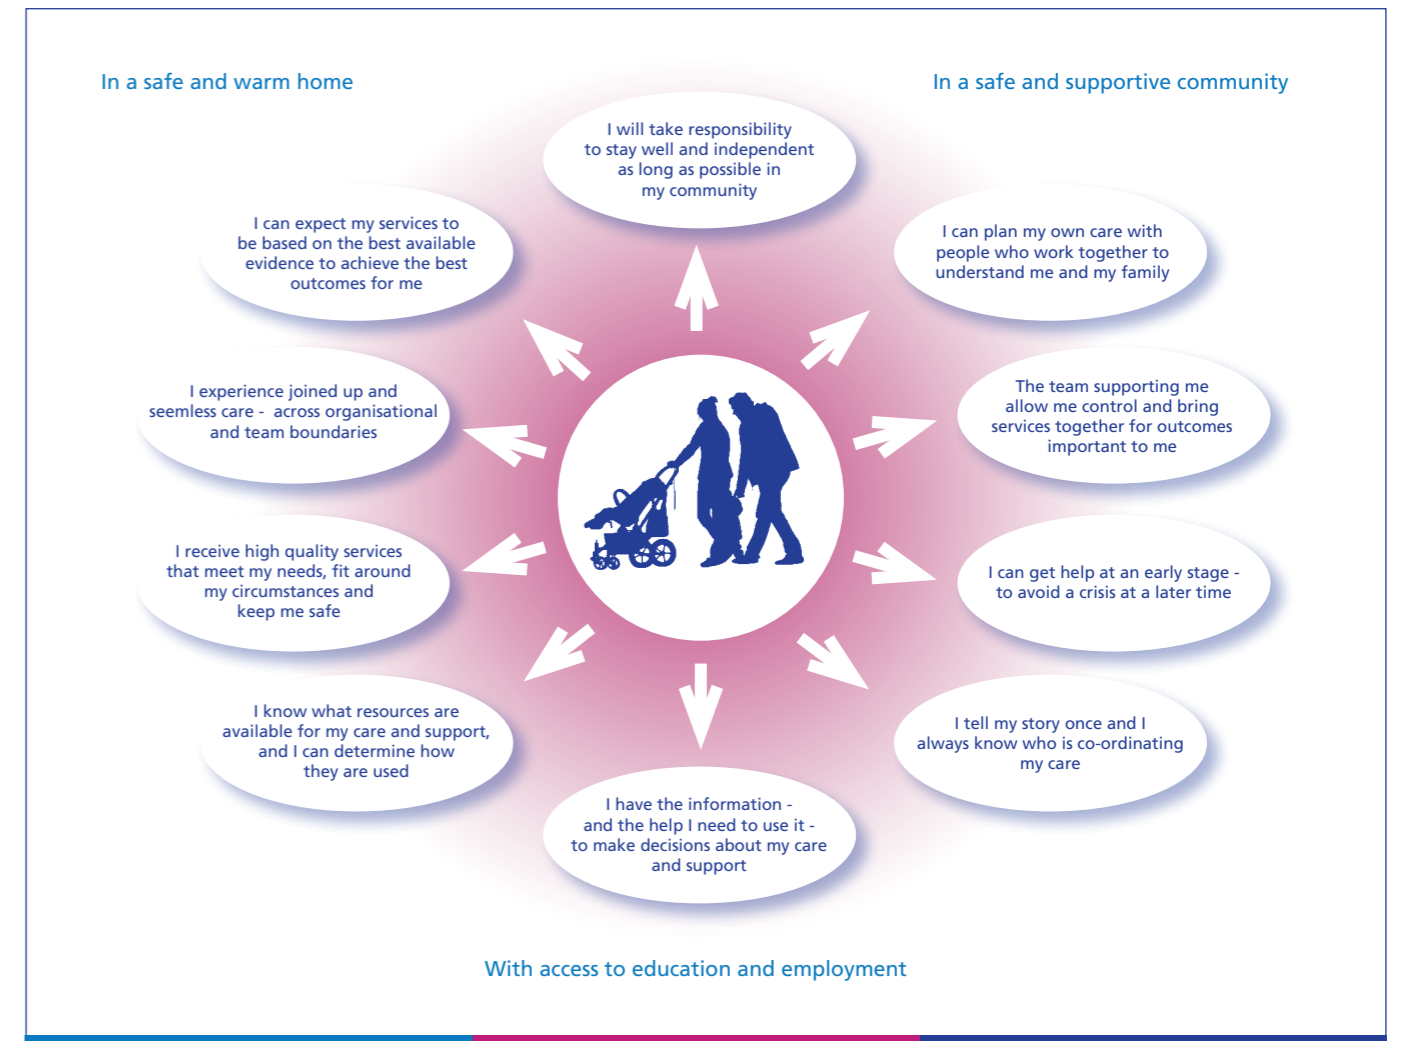 In a safe and warm home
In a safe and supportive community
I will take responsibility
to stay well and independent
as long as possible in
my community
I can plan my own care with
people who work together to
understand me and my family
The team supporting me
allow me control and bring
services together for outcomes
important to me
I can get help at an early stage -
to avoid a crisis at a later time
I tell my story once and I
always know who is co-ordinating
my care
I have the information -
and the help I need to use it -
to make decisions about my care
and support
I know what resources are
available for my care and support,
and I can determine how
they are used
I receive high quality services
that meet my needs, fit around
my circumstances and
keep me safe
I experience joined up and
seemless care - across organisational
and team boundaries
I can expect my services to
be based on the best available
evidence to achieve the best
outcomes for me
With access to education and employment